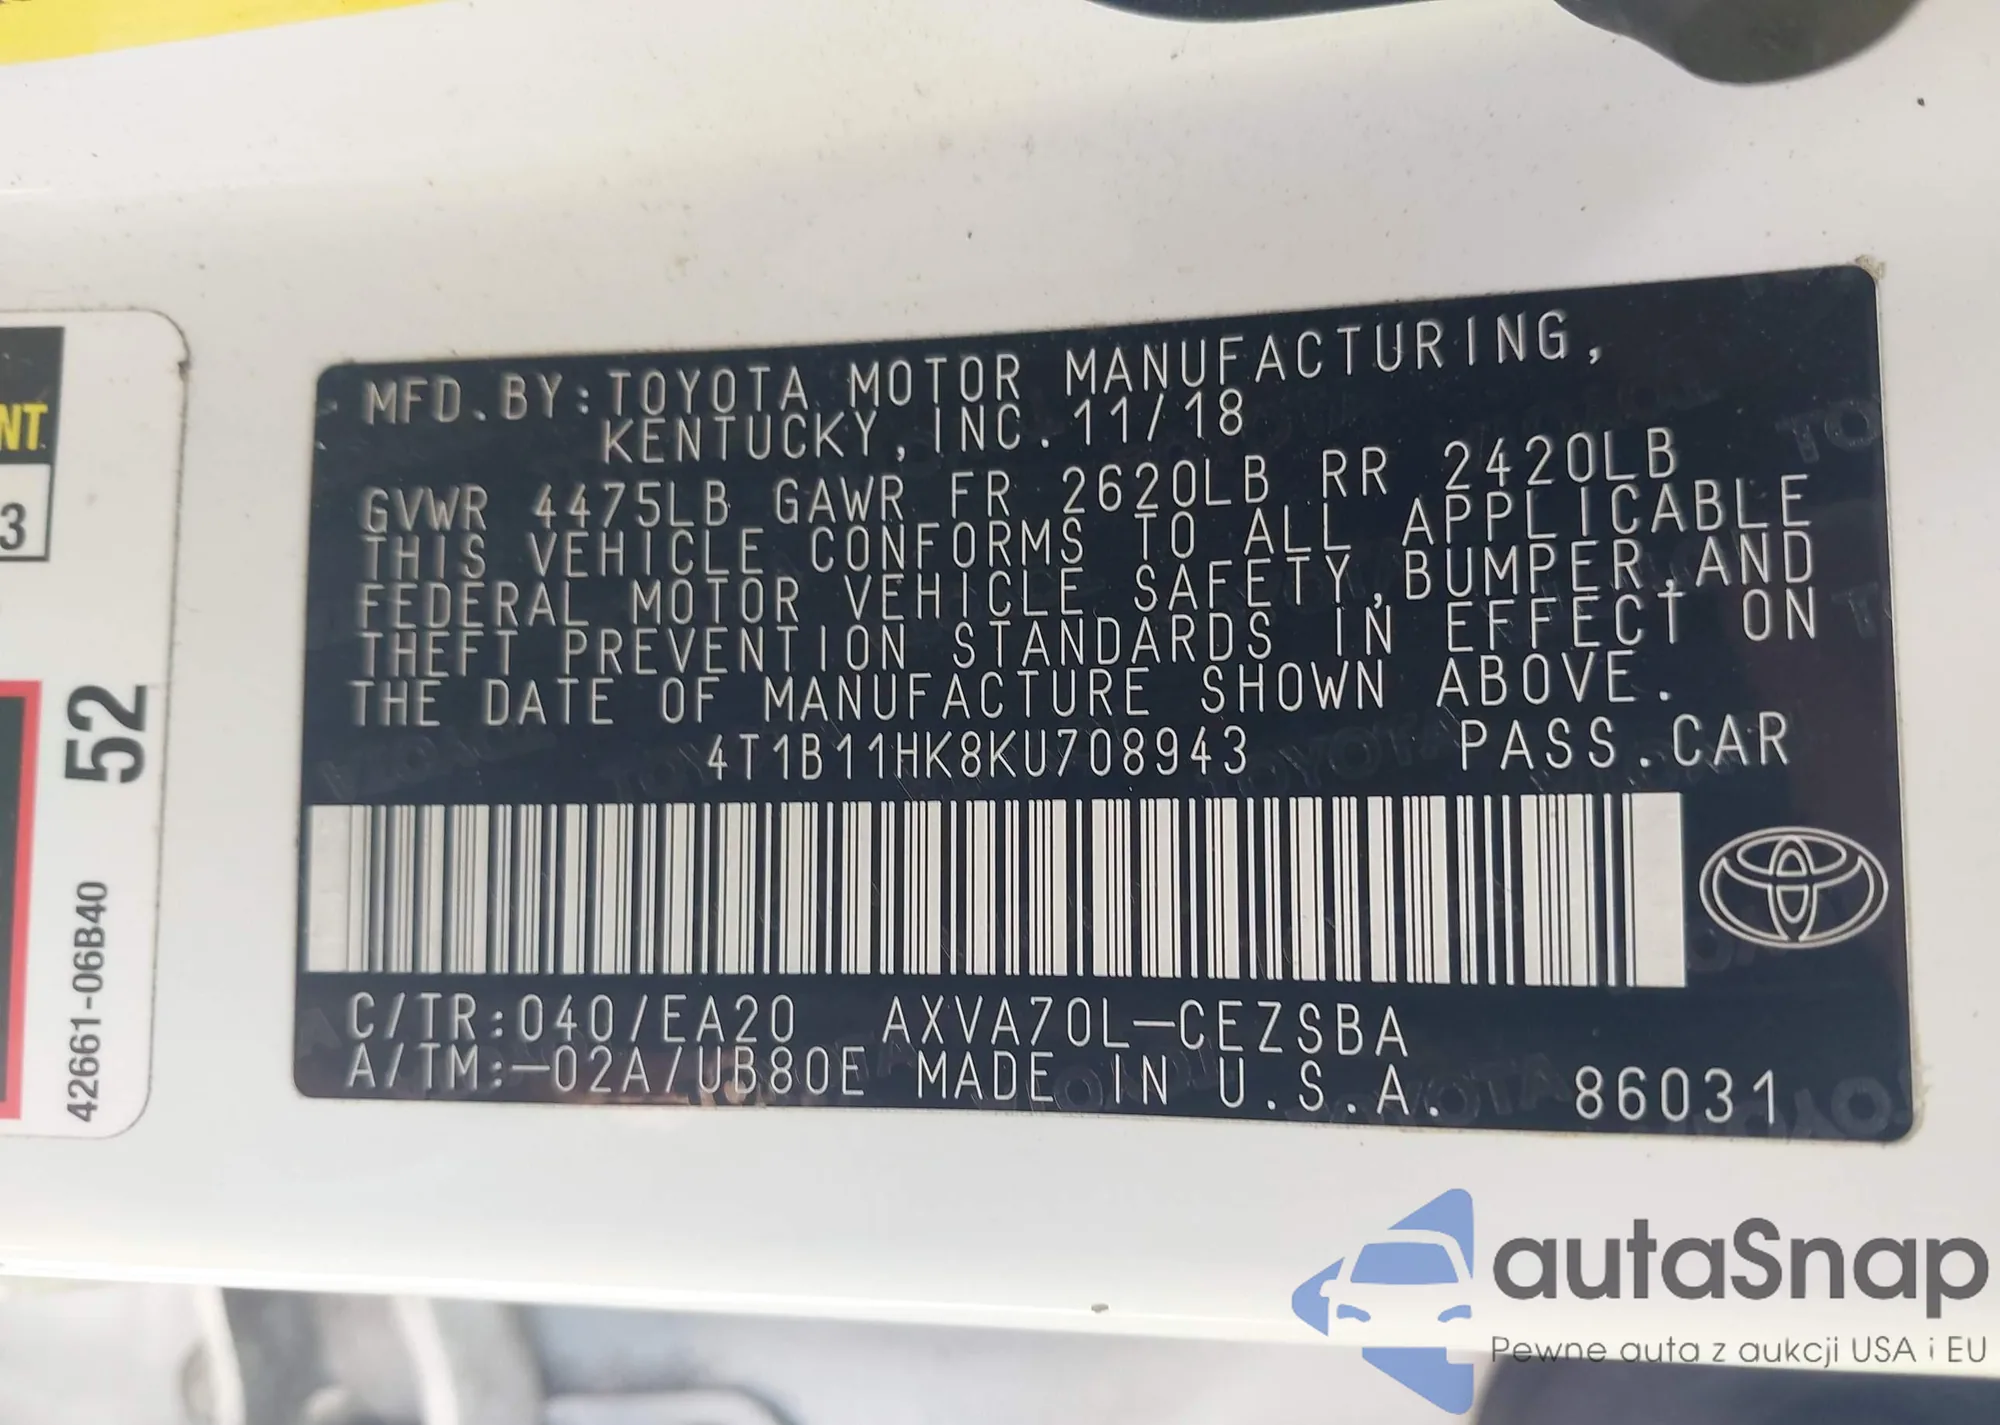 MFD.BY:TOYOTA MOTOR MANUFACTURING,
KENTUCKY,INC.11/18
GVWR 4475LB GAWR FR 2620LB RR 2420LB
THIS VEHICLE CONFORMS TO ALL APPLICABLE
FEDERAL MOTOR VEHICLE SAFETY,BUMPER,AND
THEFT PREVENTION STANDARDS IN EFFECT ON
THE DATE OF MANUFACTURE SHOWN ABOVE.
4T1B11HK8KU708943 PASS.CAR
C/TR:040/EA20 AXVA70L-CEZSBA
A/TM:-02A/UB80E MADE IN U.S.A. 86031
NT
3
52
42661-06B40
autaSnap
Pewne auta z aukcji USA i EU